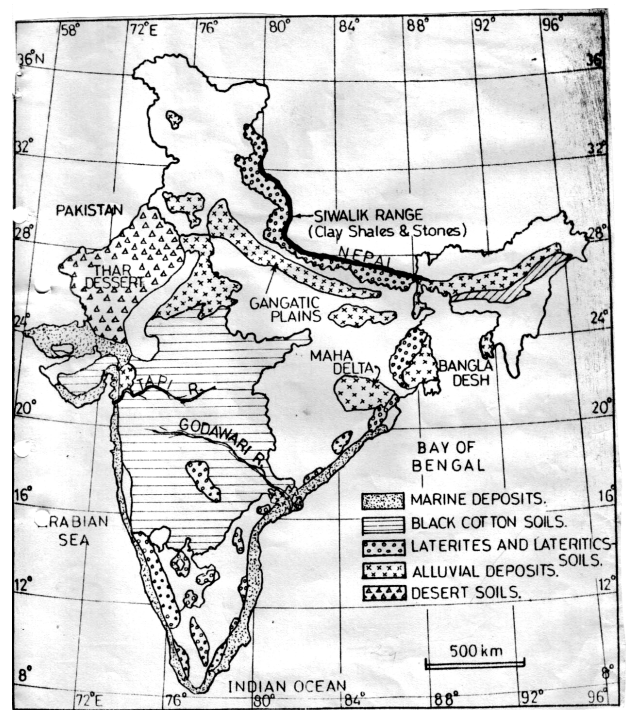 58° 72°E 76° 80° 84° 88° 92° 96°
36°N 36°
32° 32°
PAKISTAN
SIWALIK RANGE
(Clay Shales & Stones)
28° 28°
NEPAL
THAR
DESSERT
GANGATIC
PLAINS
24° 24°
MAHA
DELTA
BANGLA
DESH
TAPI R.
20° 20°
GODAWARI R.
BAY OF
BENGAL
MARINE DEPOSITS.
16° 16°
RABIAN
SEA
BLACK COTTON SOILS.
LATERITES AND LATERITICS
SOILS.
ALLUVIAL DEPOSITS.
12° 12°
DESERT SOILS.
500 km
8° 8°
INDIAN OCEAN
72°E 76° 80° 84° 88° 92°